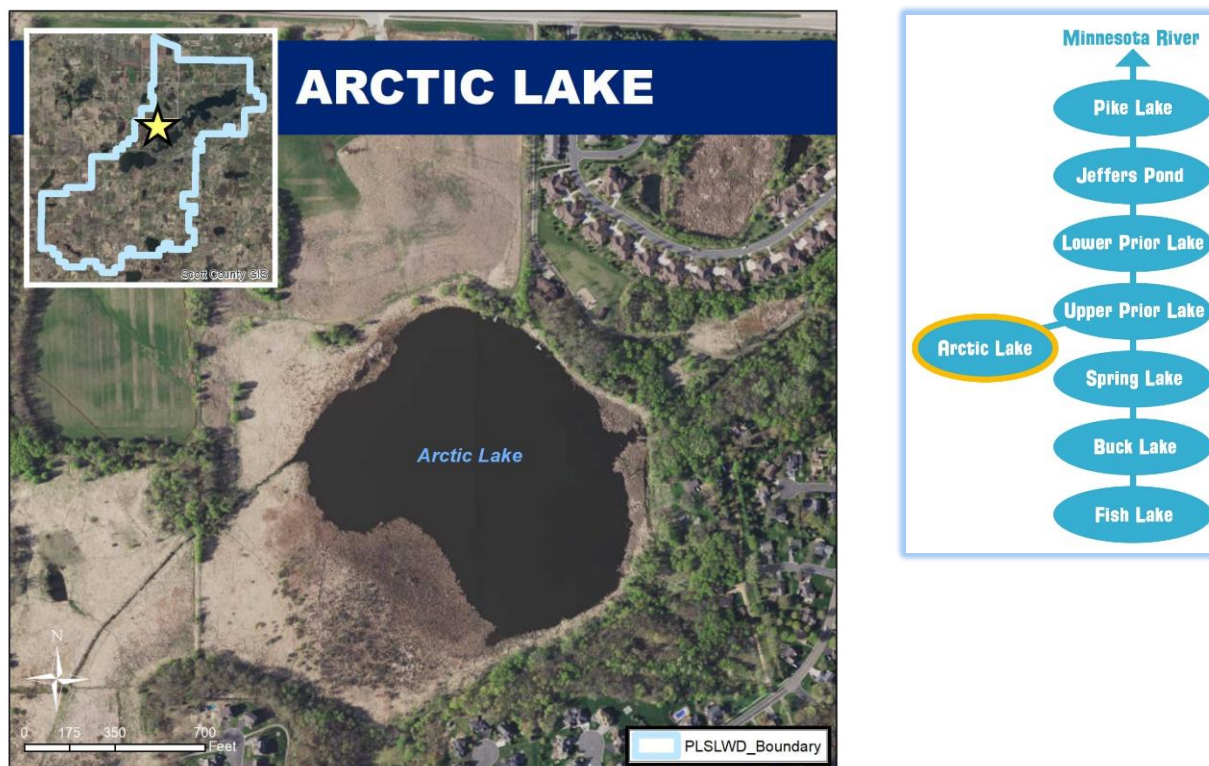 ARCTIC LAKE
Scott County GIS
Arctic Lake
N
0 175 350 700
Feet
PLSLWD_Boundary
Minnesota River
Pike Lake
Jeffers Pond
Lower Prior Lake
Upper Prior Lake
Arctic Lake
Spring Lake
Buck Lake
Fish Lake